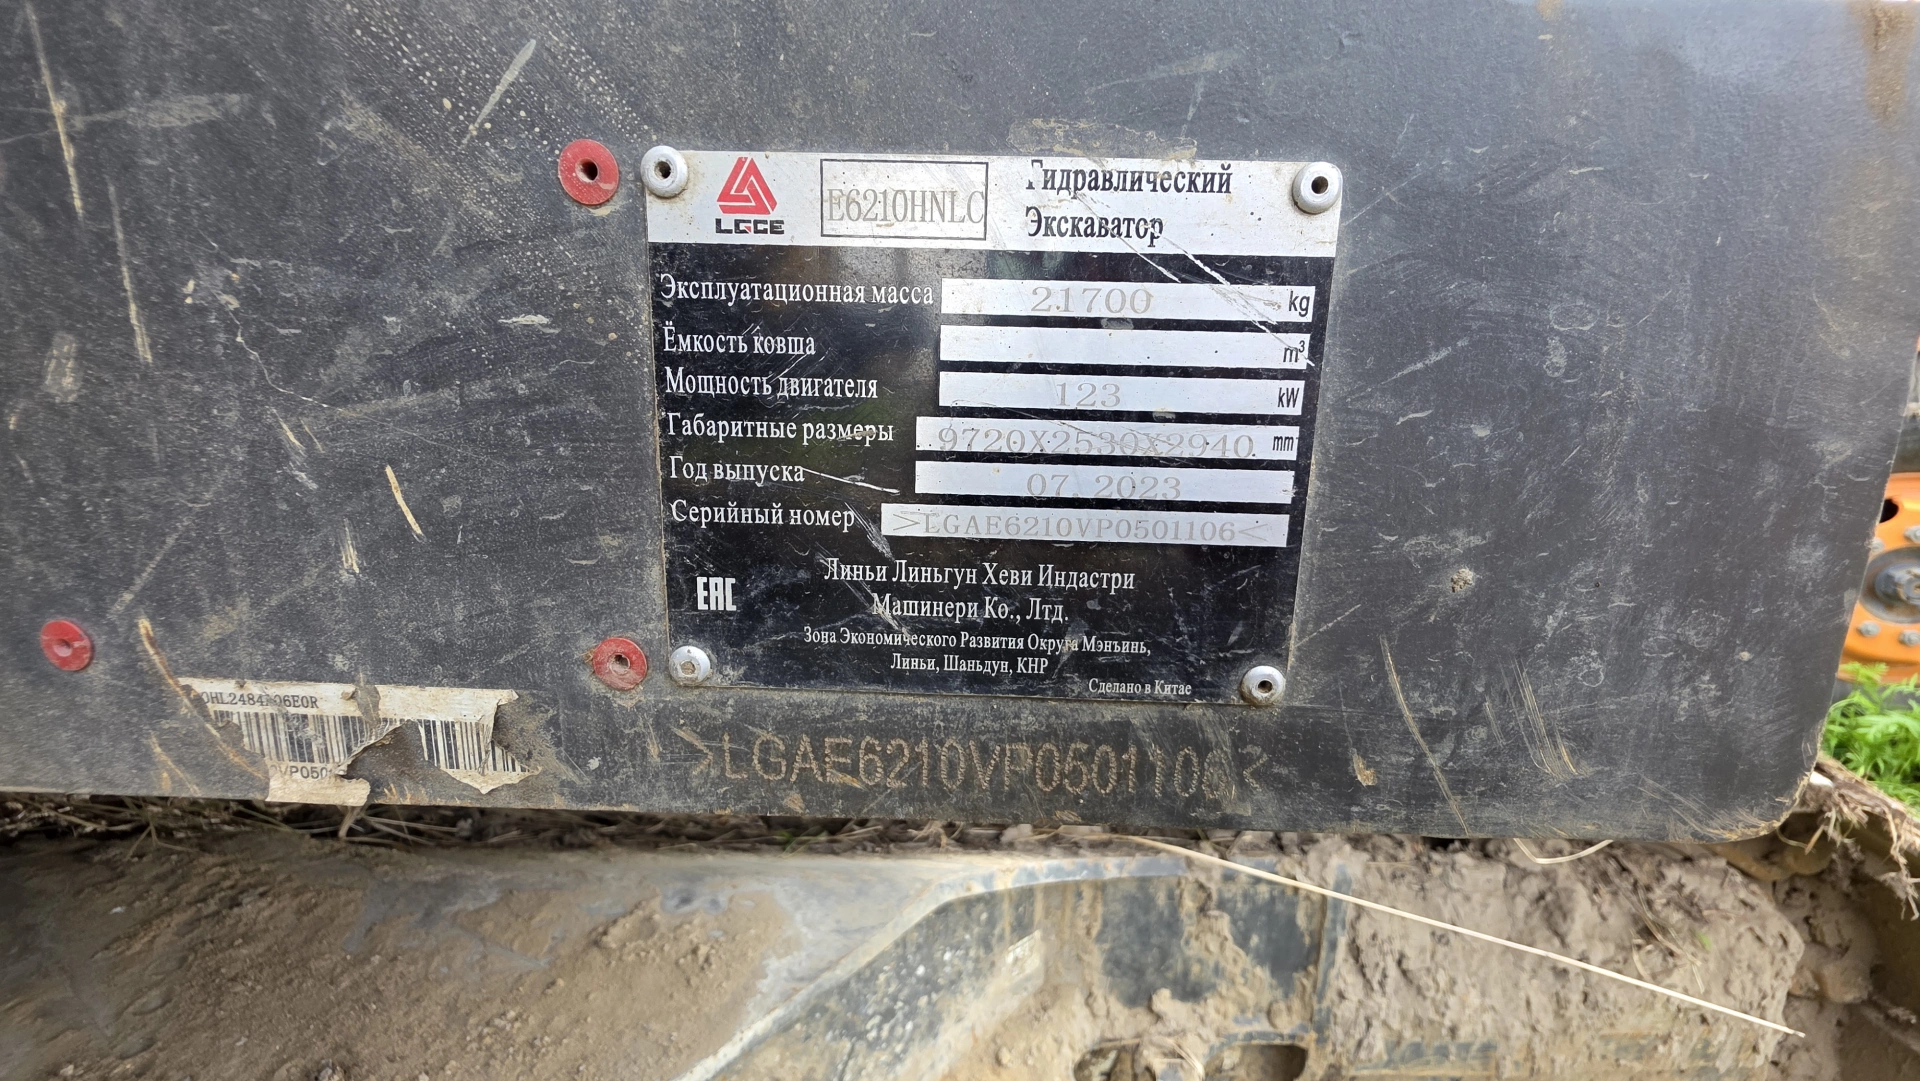 LGCE
E6210HNLC
Гидравлический
Экскаватор
Эксплуатационная масса 21700 kg
Ёмкость ковша m³
Мощность двигателя 123 kW
Габаритные размеры 9720X2530X2940 mm
Год выпуска 07. 2023
Серийный номер >LGAE6210VP0501106<
EAC
Линьи Линьгун Хеви Индастри
Машинери Ко., Лтд.
Зона Экономического Развития Округа Мэнъинь,
Линьи, Шаньдун, КНР
Сделано в Китае
>LGAE6210VP0501106<